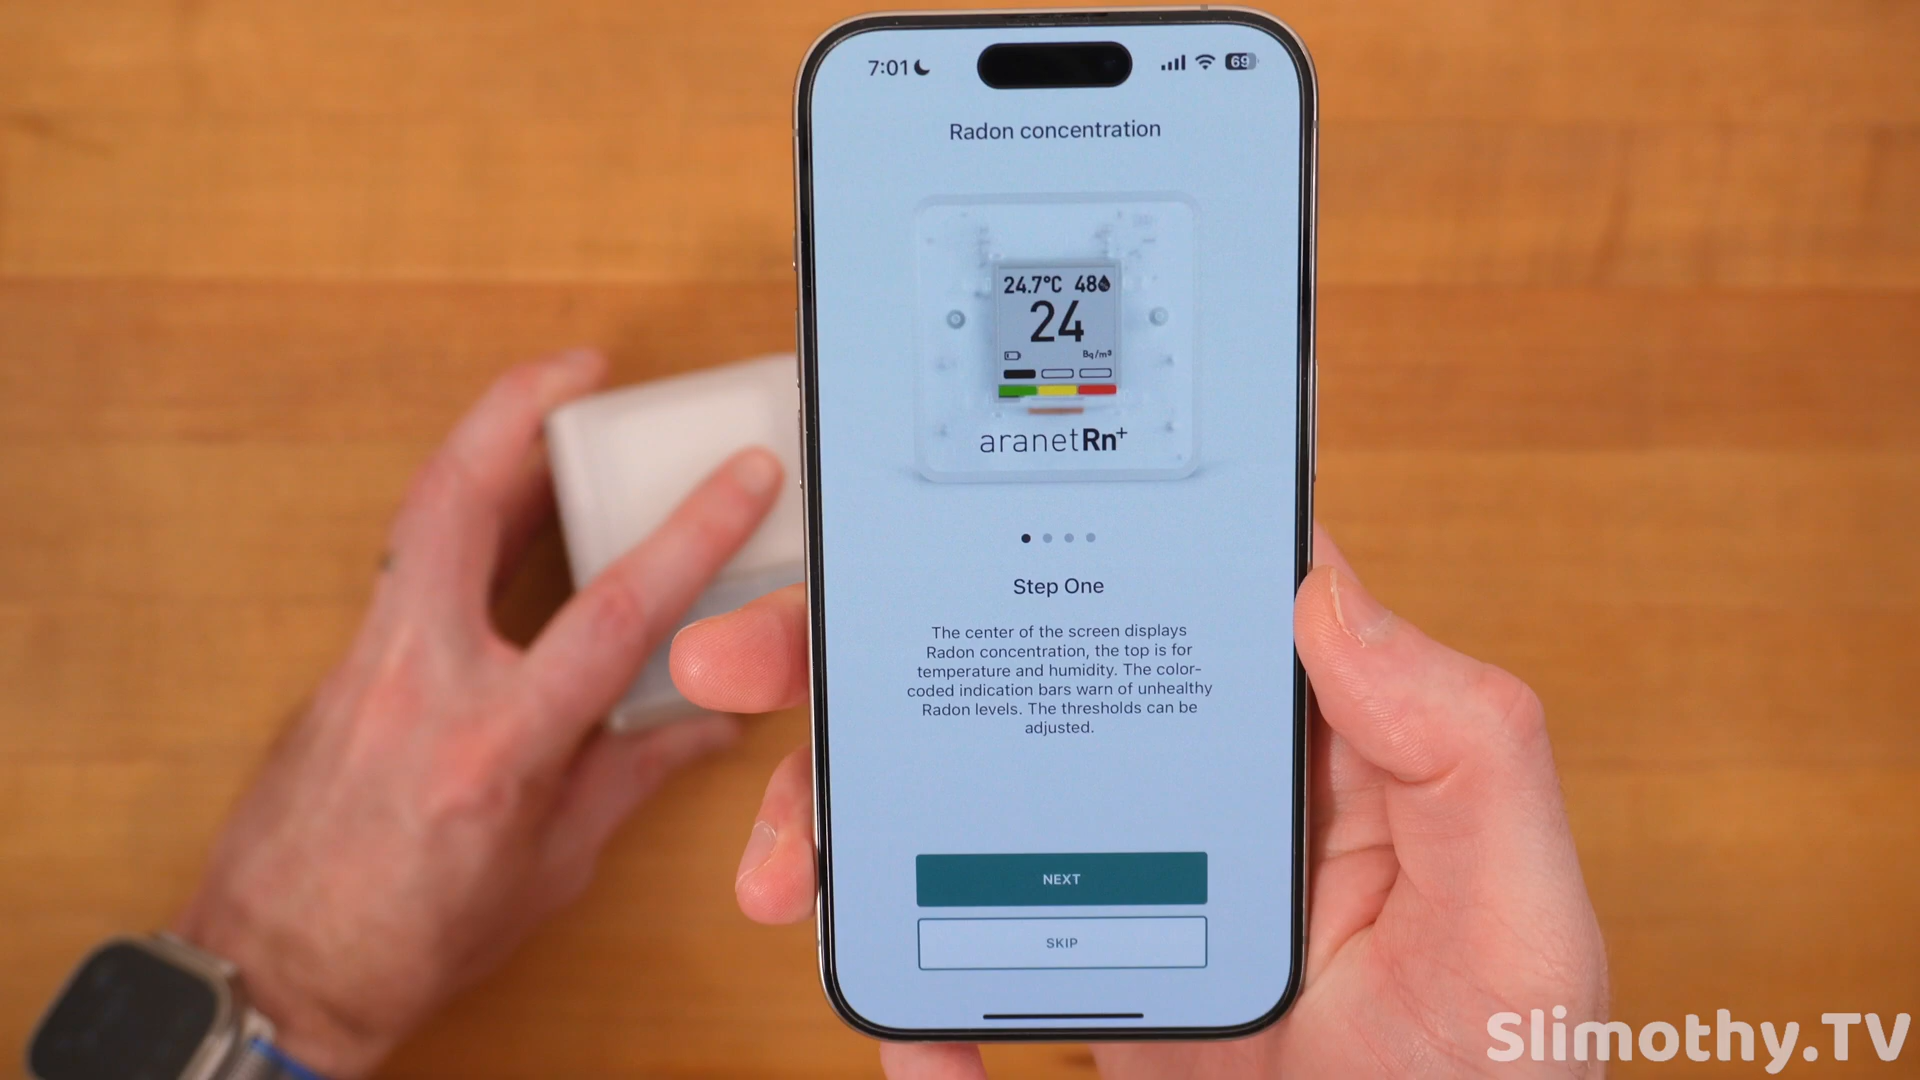 7:01
69
Radon concentration
24.7°C 48
24
Bq/m³
aranetRn⁺
Step One
The center of the screen displays
Radon concentration, the top is for
temperature and humidity. The color-
coded indication bars warn of unhealthy
Radon levels. The thresholds can be
adjusted.
NEXT
SKIP
Slimothy.TV